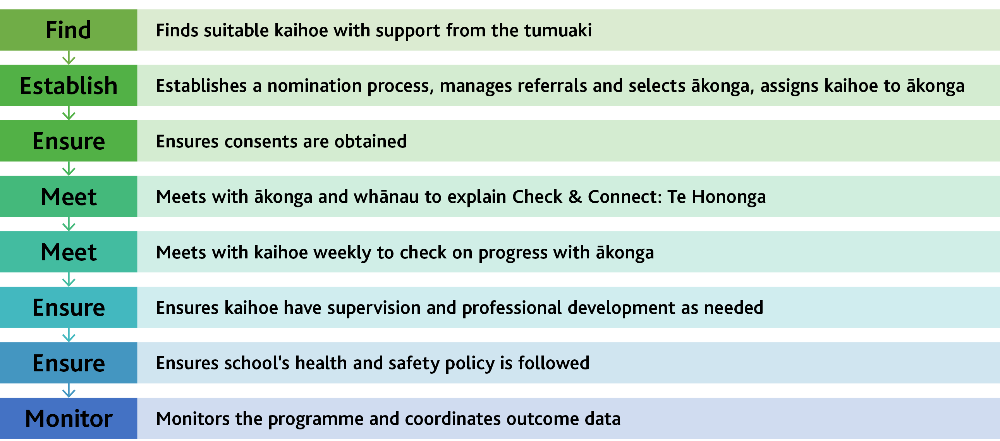 Find
Finds suitable kaihoe with support from the tumuaki
Establish
Establishes a nomination process, manages referrals and selects ākonga, assigns kaihoe to ākonga
Ensure
Ensures consents are obtained
Meet
Meets with ākonga and whānau to explain Check & Connect: Te Hononga
Meet
Meets with kaihoe weekly to check on progress with ākonga
Ensure
Ensures kaihoe have supervision and professional development as needed
Ensure
Ensures school's health and safety policy is followed
Monitor
Monitors the programme and coordinates outcome data